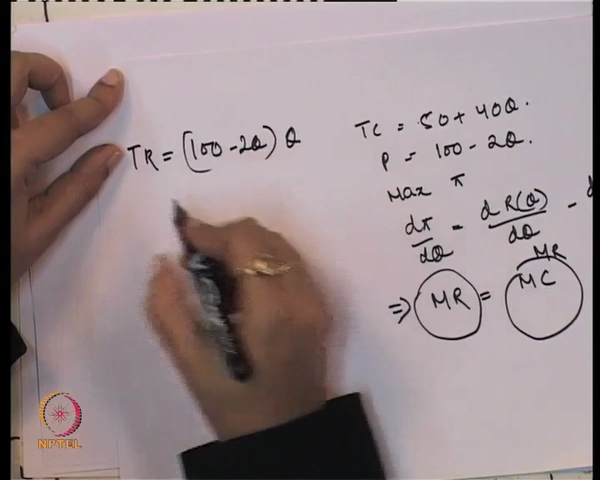 TR = (100 - 2Q) Q
TC = 50 + 40Q.
P = 100 - 2Q.
Max π
dπ/dQ = dR(Q)/dQ - d
MR
⇒ MR = MC
NPTEL